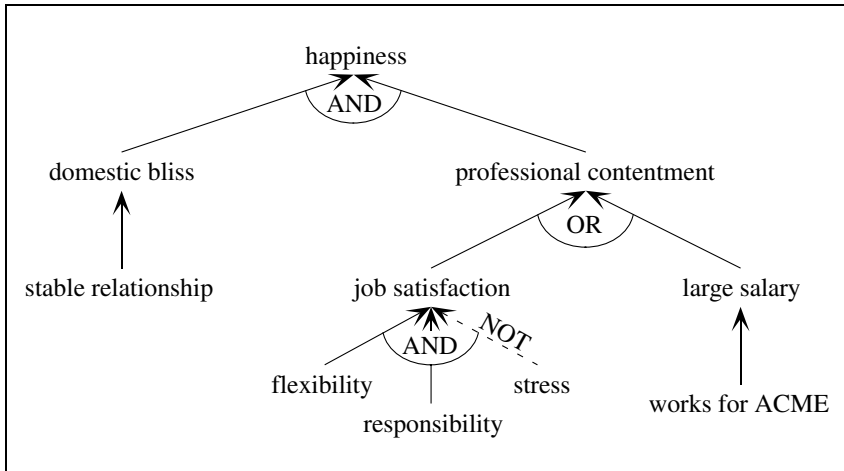 happiness
AND
domestic bliss
professional contentment
OR
stable relationship
job satisfaction
large salary
NOT
AND
flexibility
stress
responsibility
works for ACME